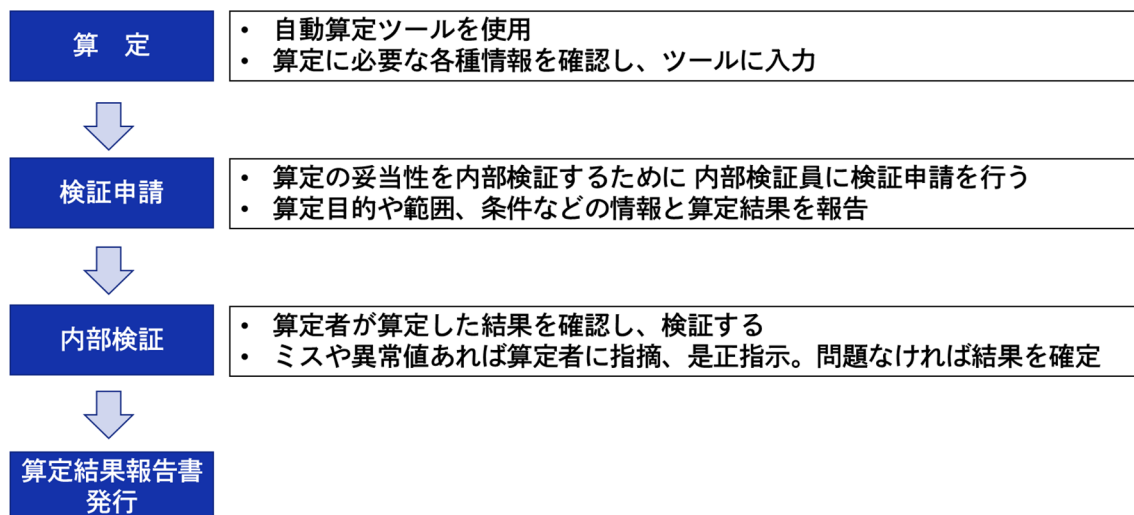 算　定
• 自動算定ツールを使用
• 算定に必要な各種情報を確認し、ツールに入力
検証申請
• 算定の妥当性を内部検証するために 内部検証員に検証申請を行う
• 算定目的や範囲、条件などの情報と算定結果を報告
内部検証
• 算定者が算定した結果を確認し、検証する
• ミスや異常値あれば算定者に指摘、是正指示。問題なければ結果を確定
算定結果報告書
発行